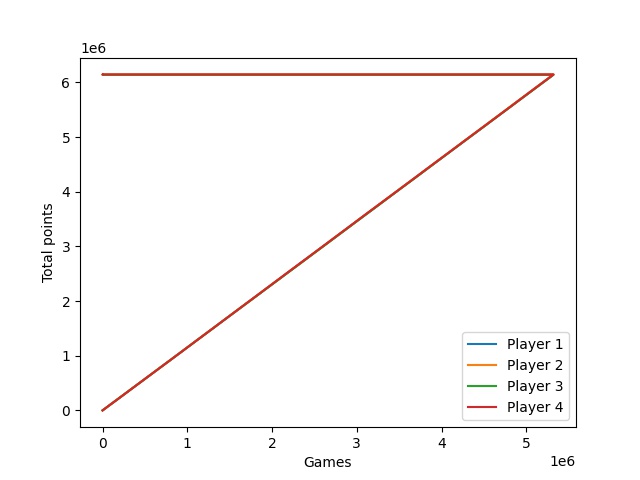 1e6
6
5
4
3
2
1
0
Total points
0 1 2 3 4 5
1e6
Games
Player 1
Player 2
Player 3
Player 4